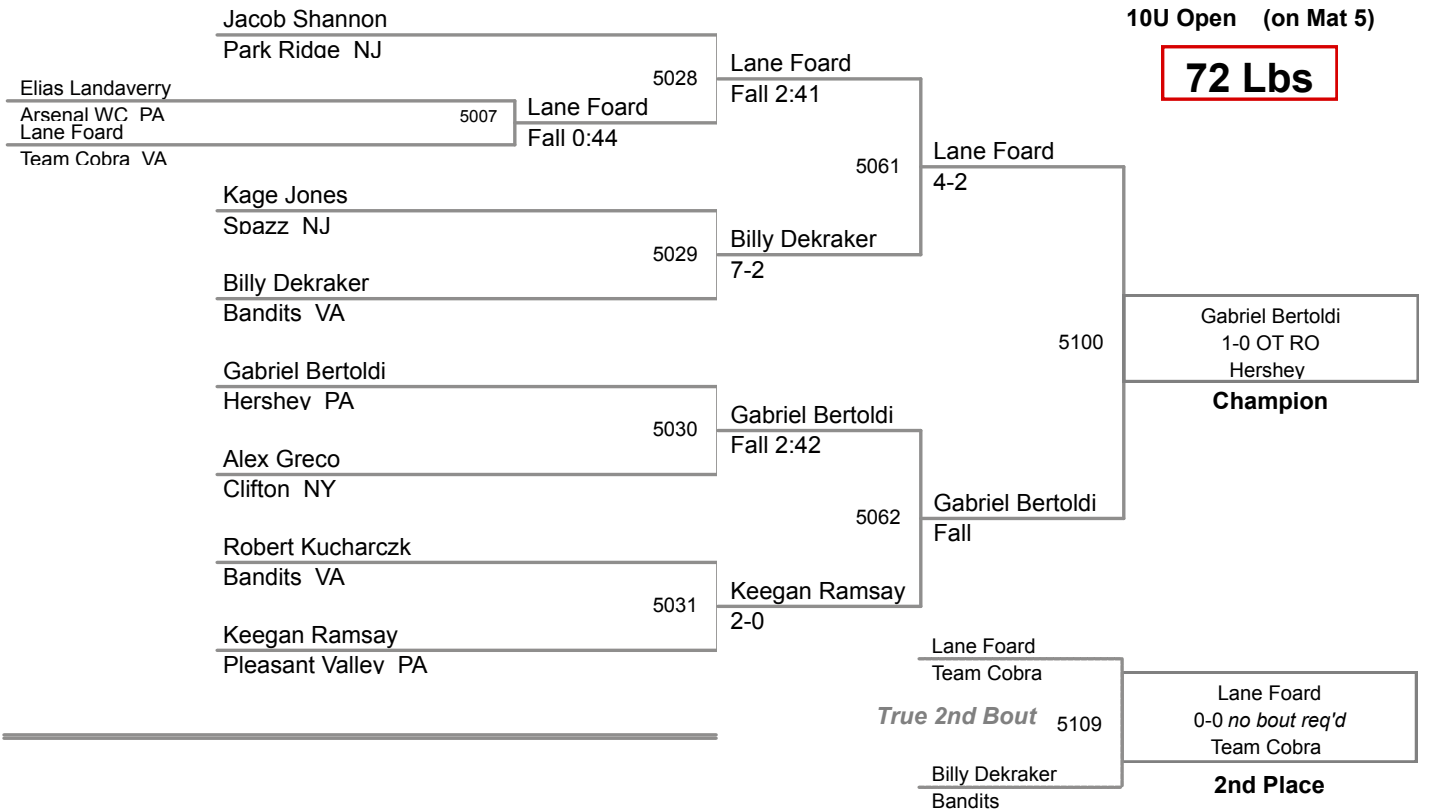 10U Open (on Mat 5)
72 Lbs
Jacob Shannon
Park Ridge NJ
Elias Landaverry
Arsenal WC PA
Lane Foard
Team Cobra VA
5007
Lane Foard
Fall 0:44
5028
Lane Foard
Fall 2:41
Kage Jones
Spazz NJ
Billy Dekraker
Bandits VA
5029
Billy Dekraker
7-2
5061
Lane Foard
4-2
Gabriel Bertoldi
Hershey PA
Alex Greco
Clifton NY
5030
Gabriel Bertoldi
Fall 2:42
Robert Kucharczk
Bandits VA
Keegan Ramsay
Pleasant Valley PA
5031
Keegan Ramsay
2-0
5062
Gabriel Bertoldi
Fall
5100
Gabriel Bertoldi
1-0 OT RO
Hershey
Champion
Lane Foard
Team Cobra
True 2nd Bout 5109
Billy Dekraker
Bandits
Lane Foard
0-0 no bout req'd
Team Cobra
2nd Place